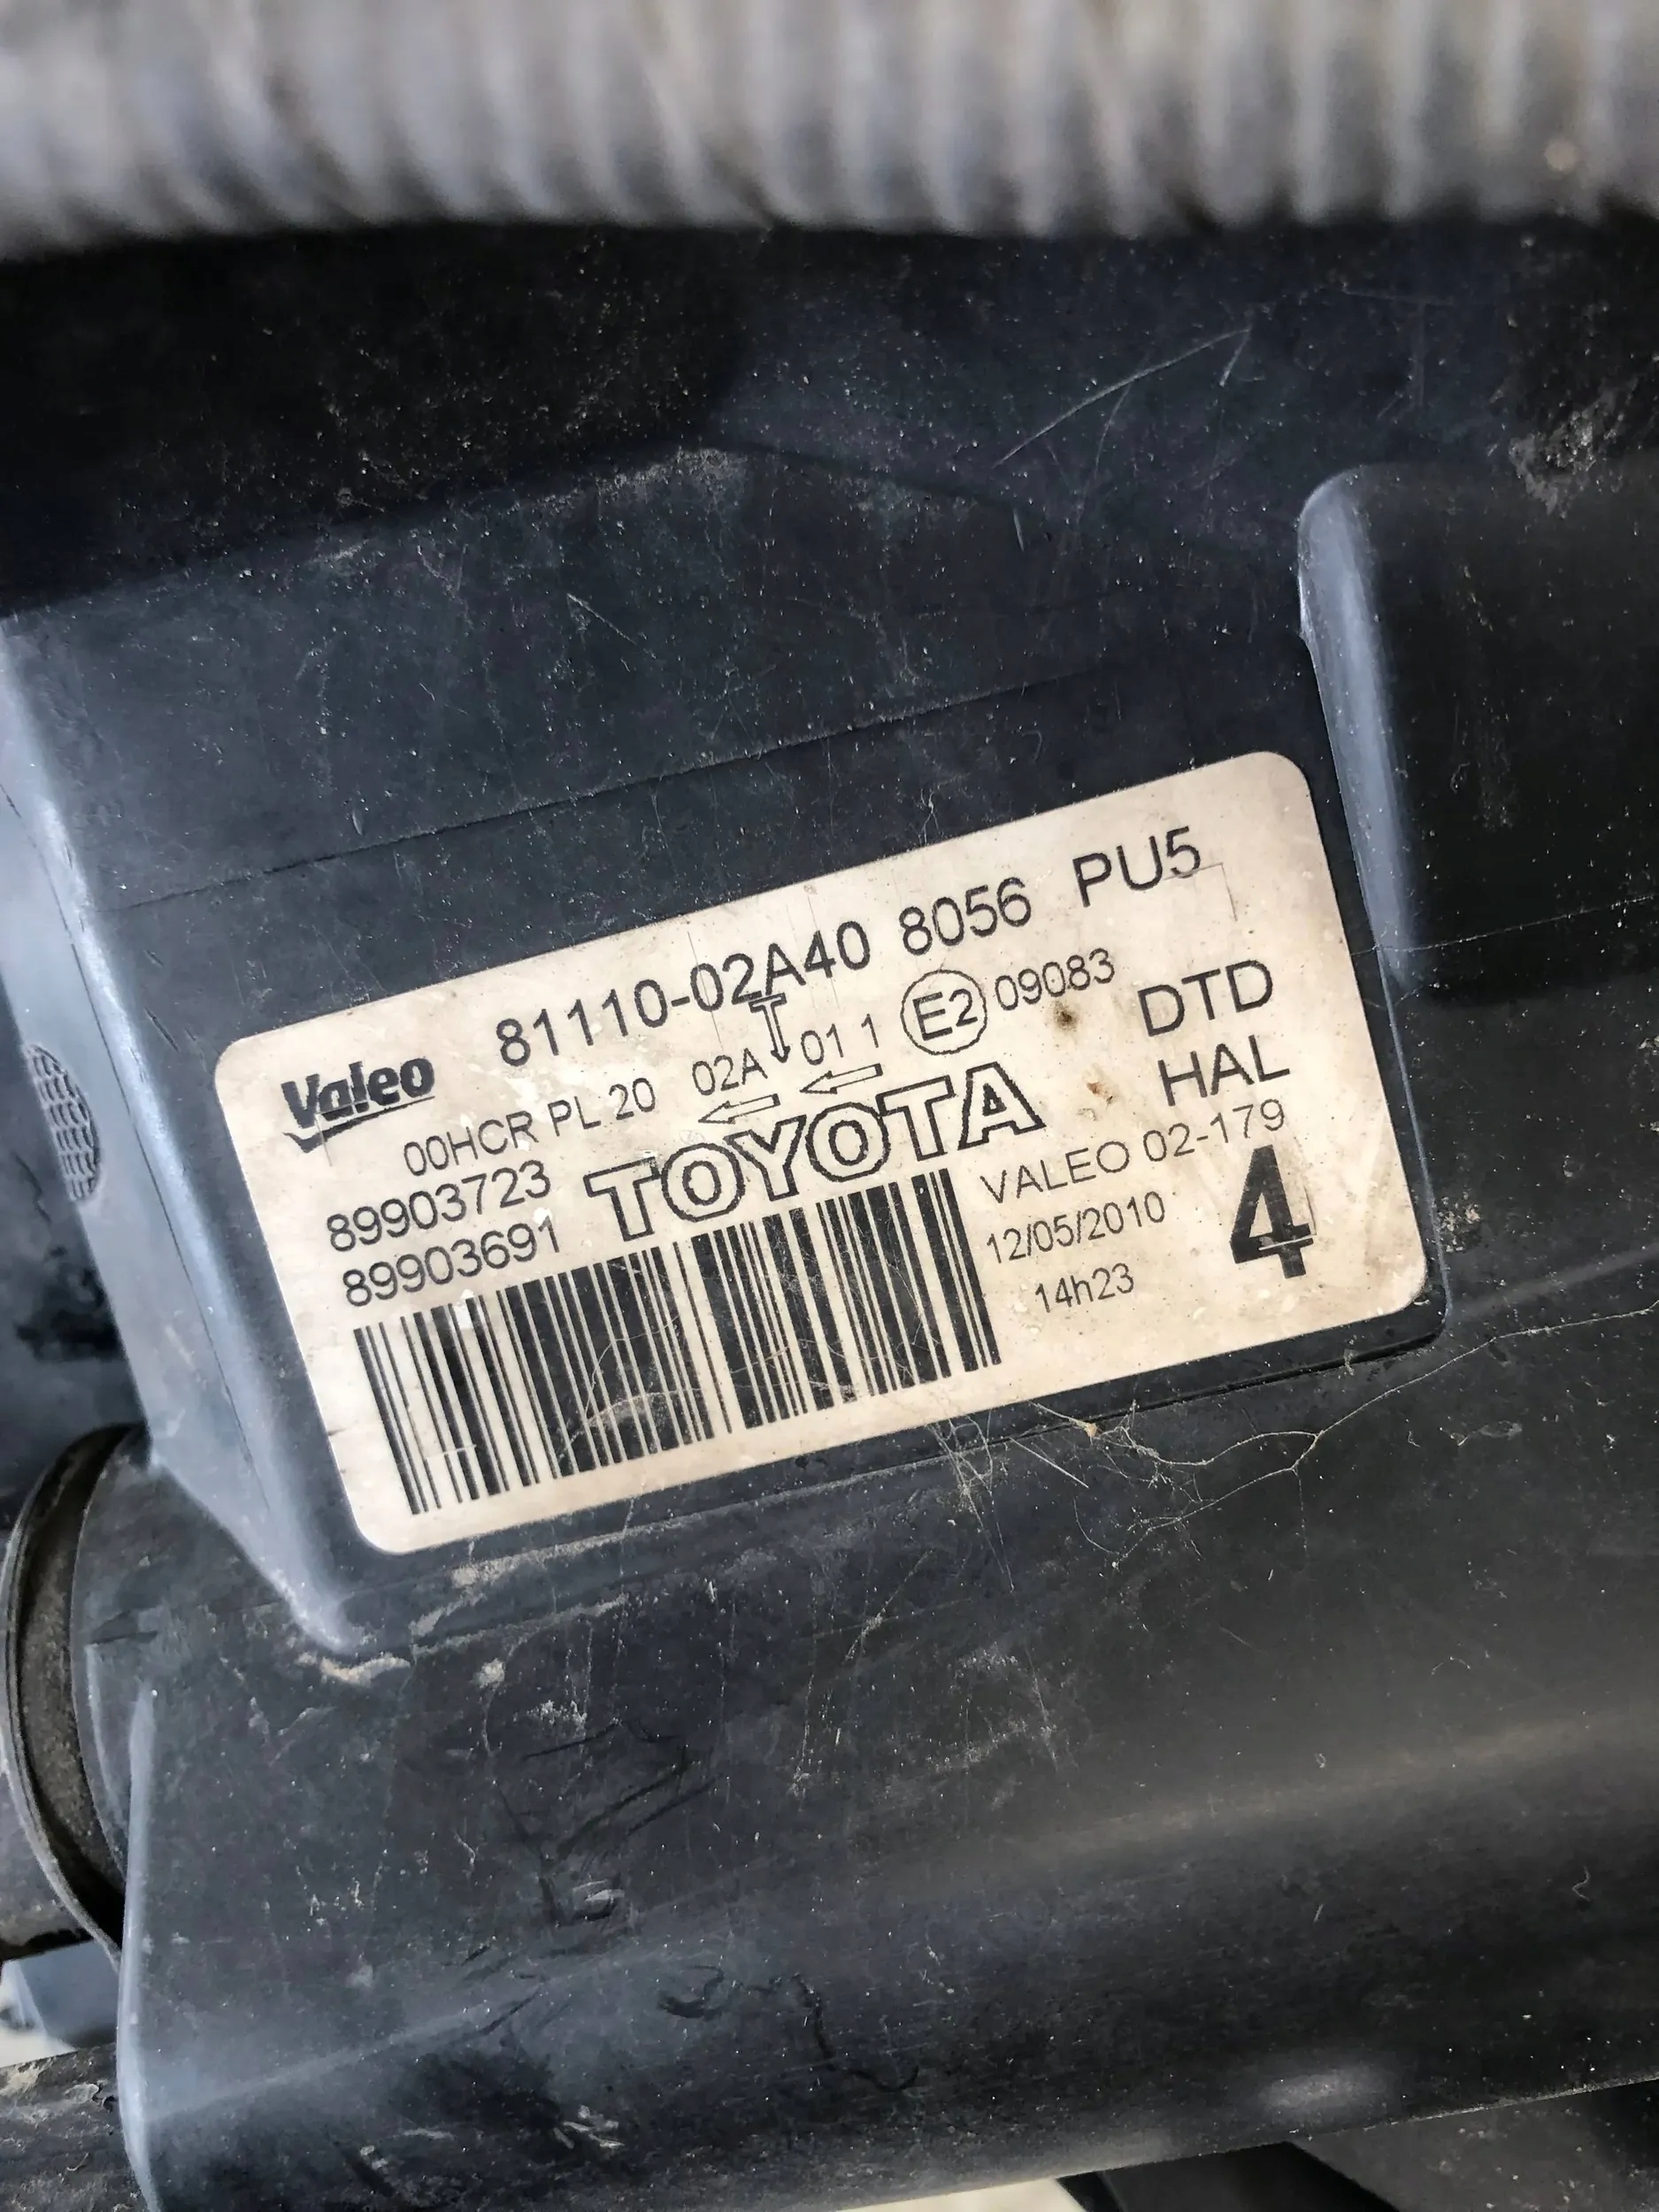 81110-02A40 8056 PU5
Valeo
00HCR PL 20 02A 01 1 E2 09083
DTD
HAL
89903723
89903691
TOYOTA
VALEO 02-179
12/05/2010
14h23
4